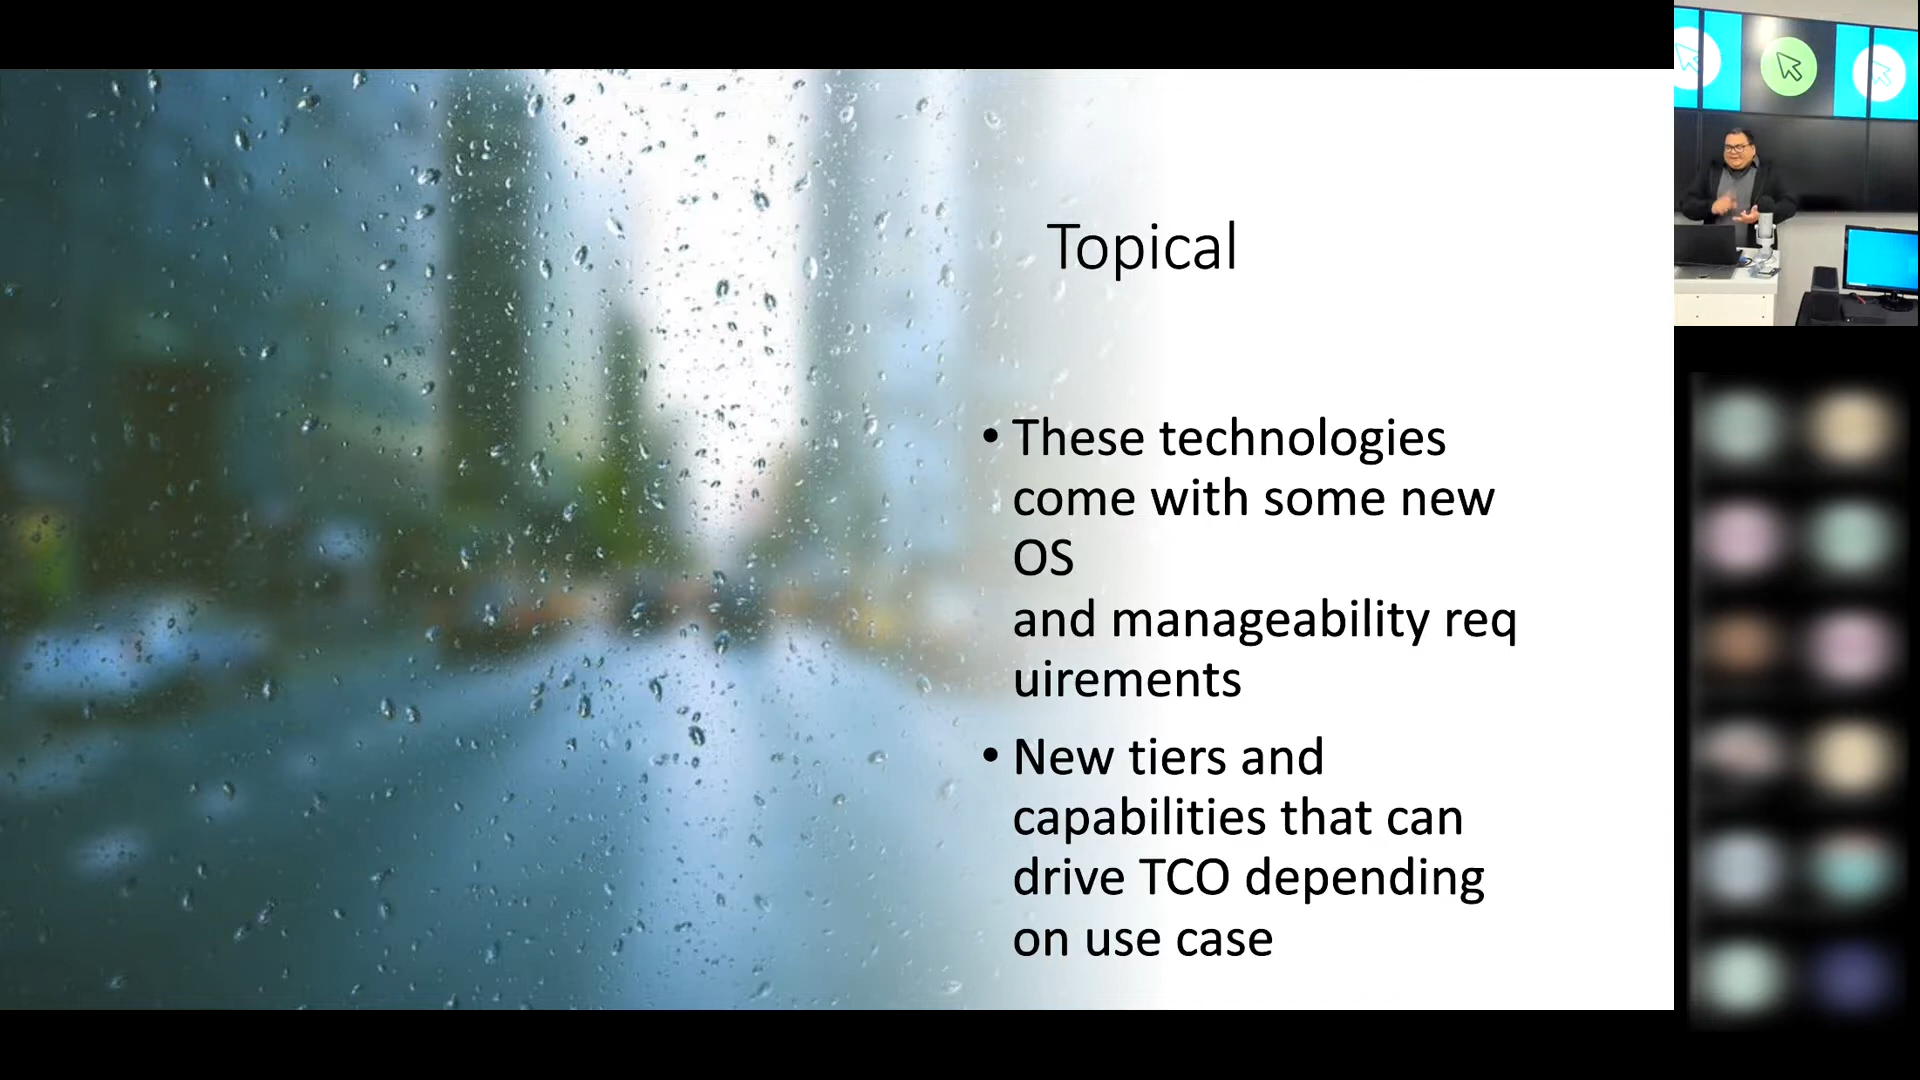 Topical
• These technologies
come with some new
OS
and manageability req
uirements
• New tiers and
capabilities that can
drive TCO depending
on use case